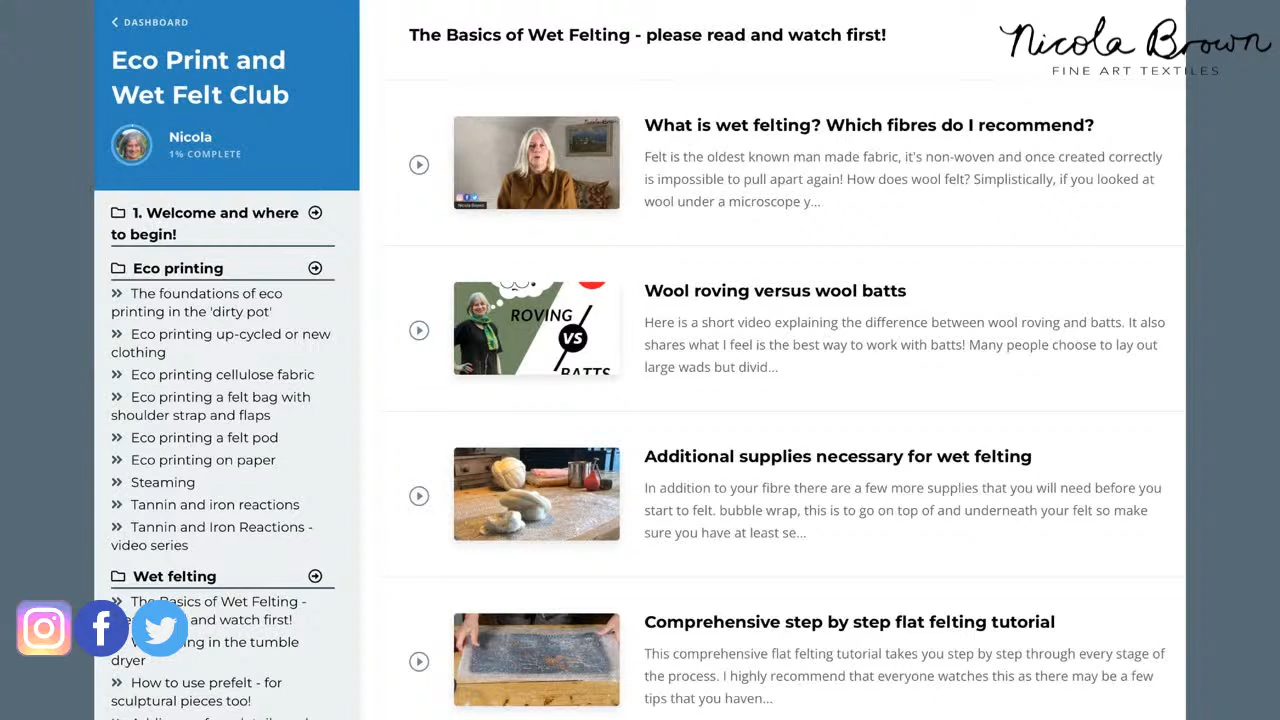 DASHBOARD
Eco Print and
Wet Felt Club
Nicola
1% COMPLETE
1. Welcome and where
to begin!
Eco printing
The foundations of eco
printing in the 'dirty pot'
Eco printing up-cycled or new
clothing
Eco printing cellulose fabric
Eco printing a felt bag with
shoulder strap and flaps
Eco printing a felt pod
Eco printing on paper
Steaming
Tannin and iron reactions
Tannin and Iron Reactions -
video series
Wet felting
The Basics of Wet Felting -
and watch first!
in the tumble
dryer
How to use prefelt - for
sculptural pieces too!
The Basics of Wet Felting - please read and watch first!
Nicola Brown
FINE ART TEXTILES
What is wet felting? Which fibres do I recommend?
Felt is the oldest known man made fabric, it's non-woven and once created correctly
is impossible to pull apart again! How does wool felt? Simplistically, if you looked at
wool under a microscope y...
ROVING
VS
BATTS
Wool roving versus wool batts
Here is a short video explaining the difference between wool roving and batts. It also
shares what I feel is the best way to work with batts! Many people choose to lay out
large wads but divid...
Additional supplies necessary for wet felting
In addition to your fibre there are a few more supplies that you will need before you
start to felt. bubble wrap, this is to go on top of and underneath your felt so make
sure you have at least se...
Comprehensive step by step flat felting tutorial
This comprehensive flat felting tutorial takes you step by step through every stage of
the process. I highly recommend that everyone watches this as there may be a few
tips that you haven...